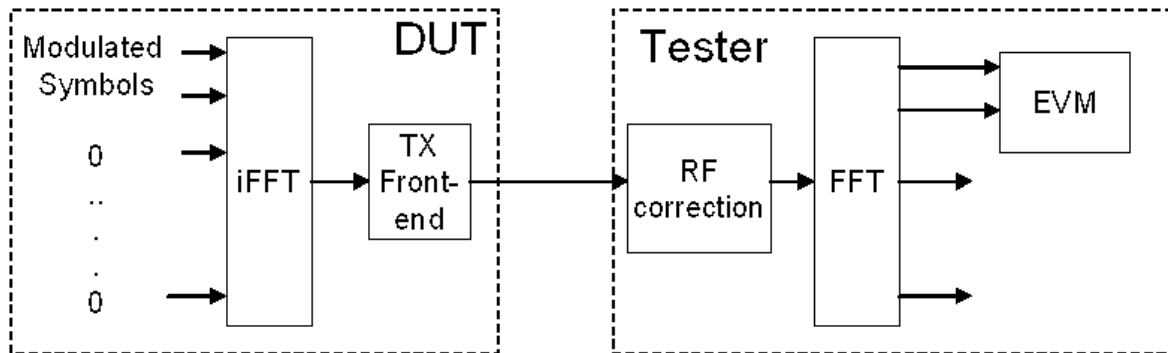 DUT
Modulated
Symbols
0
..
.
.
0
iFFT
TX
Front-
end
Tester
RF
correction
FFT
EVM